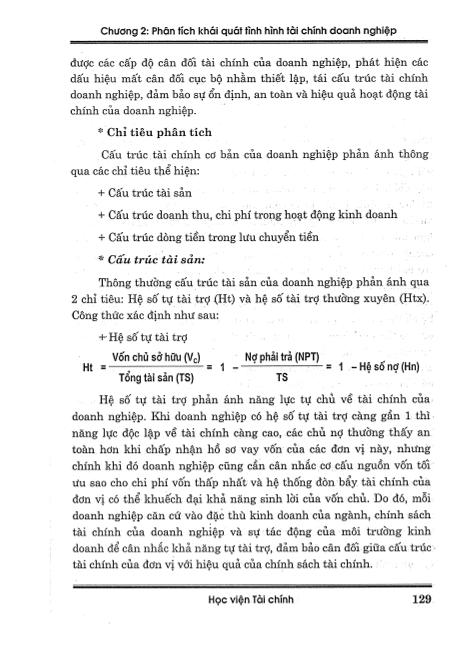 Chương 2: Phân tích khái quát tình hình tài chính doanh nghiệp
được các cấp độ cân đối tài chính của doanh nghiệp, phát hiện các
dấu hiệu mất cân đối cục bộ nhằm thiết lập, tái cấu trúc tài chính
doanh nghiệp, đảm bảo sự ổn định, an toàn và hiệu quả hoạt động tài
chính của doanh nghiệp.
* Chỉ tiêu phân tích
Cấu trúc tài chính cơ bản của doanh nghiệp phản ánh thông
qua các chỉ tiêu thể hiện:
+ Cấu trúc tài sản
+ Cấu trúc doanh thu, chi phí trong hoạt động kinh doanh
+ Cấu trúc dòng tiền trong lưu chuyển tiền
* Cấu trúc tài sản:
Thông thường cấu trúc tài sản của doanh nghiệp phản ánh qua
2 chỉ tiêu: Hệ số tự tài trợ (Ht) và hệ số tài trợ thường xuyên (Htx).
Công thức xác định như sau:
+ Hệ số tự tài trợ
Ht = Vốn chủ sở hữu (Vc) / Tổng tài sản (TS) = 1 - Nợ phải trả (NPT) / TS = 1 - Hệ số nợ (Hn)
Hệ số tự tài trợ phản ánh năng lực tự chủ về tài chính của
doanh nghiệp. Khi doanh nghiệp có hệ số tự tài trợ càng gần 1 thì
năng lực độc lập về tài chính càng cao, các chủ nợ thường thấy an
toàn hơn khi chấp nhận hồ sơ vay vốn của các đơn vị này, nhưng
chính khi đó doanh nghiệp cũng cần cân nhắc cơ cấu nguồn vốn tối
ưu sao cho chi phí vốn thấp nhất và hệ thống đòn bẩy tài chính của
đơn vị có thể khuếch đại khả năng sinh lời của vốn chủ. Do đó, mỗi
doanh nghiệp căn cứ vào đặc thù kinh doanh của ngành, chính sách
tài chính của doanh nghiệp và sự tác động của môi trường kinh
doanh để cân nhắc khả năng tự tài trợ, đảm bảo cân đối giữa cấu trúc
tài chính của đơn vị với hiệu quả của chính sách tài chính.
Học viện Tài chính 129